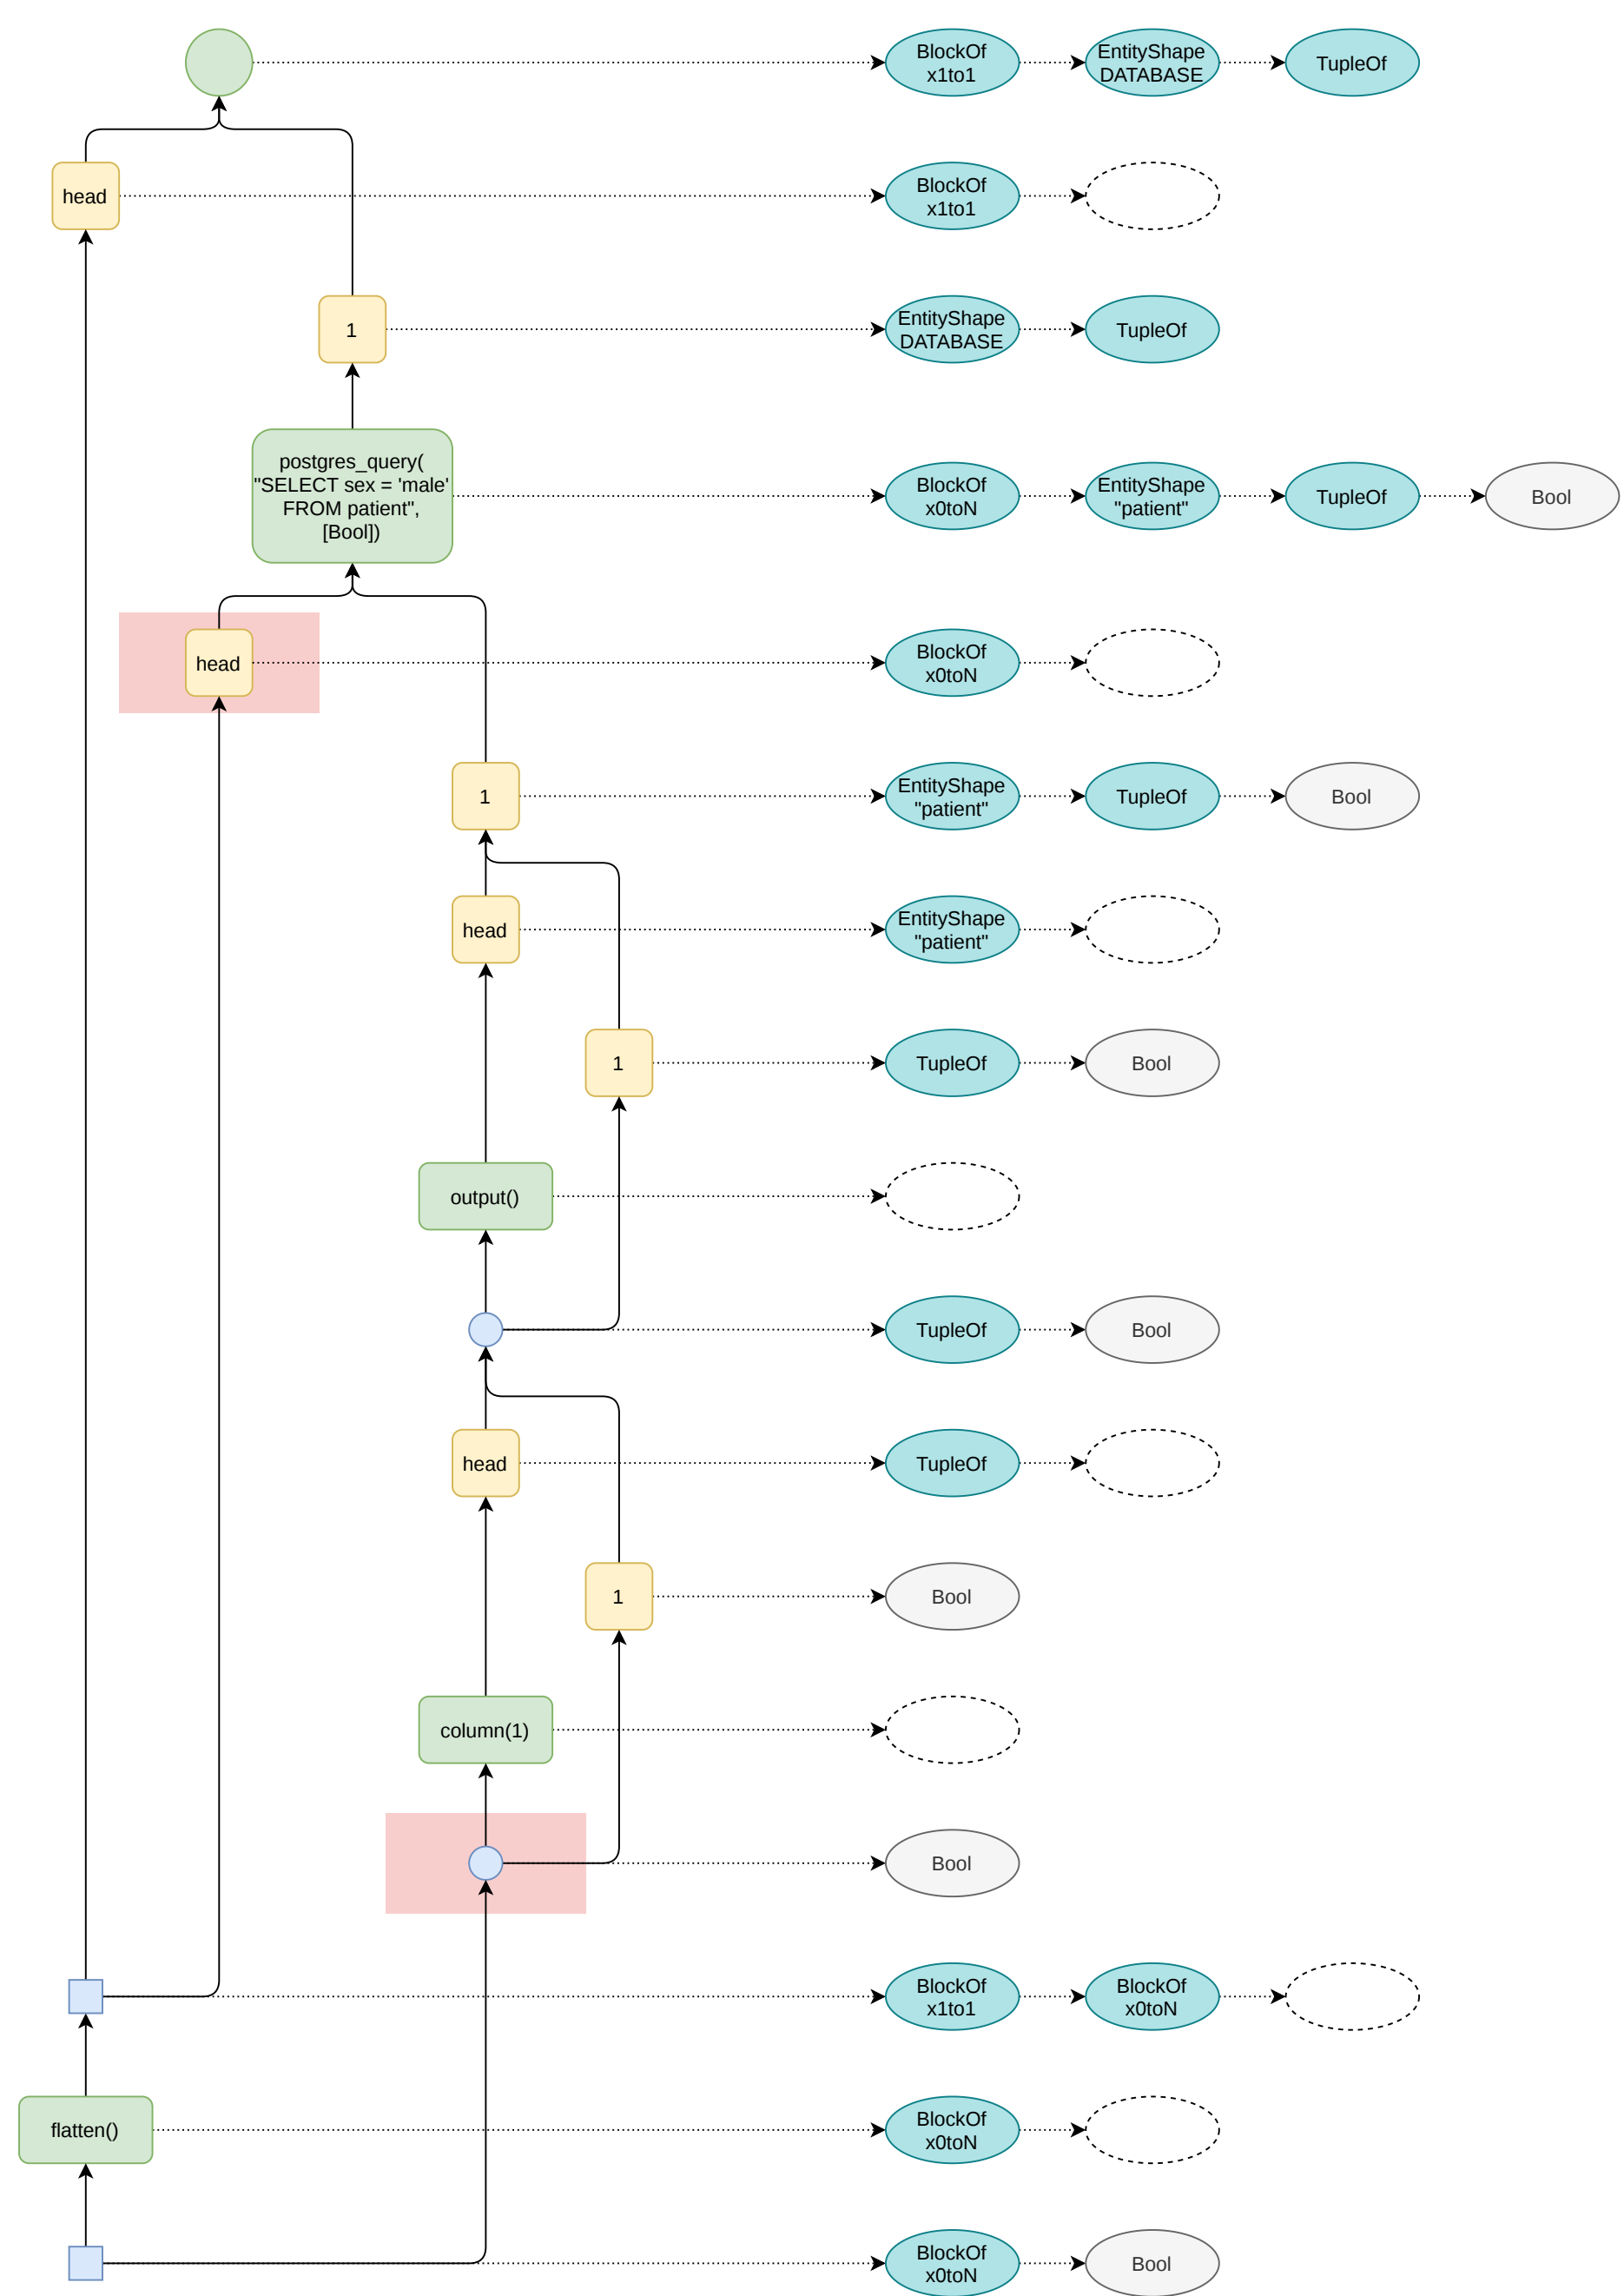 BlockOf
x1to1
EntityShape
DATABASE
TupleOf
head
BlockOf
x1to1
1
EntityShape
DATABASE
TupleOf
postgres_query(
"SELECT sex = 'male'
FROM patient",
[Bool])
BlockOf
x0toN
EntityShape
"patient"
TupleOf
Bool
head
BlockOf
x0toN
1
EntityShape
"patient"
TupleOf
Bool
head
EntityShape
"patient"
1
TupleOf
Bool
output()
TupleOf
Bool
head
TupleOf
1
Bool
column(1)
Bool
BlockOf
x1to1
BlockOf
x0toN
flatten()
BlockOf
x0toN
BlockOf
x0toN
Bool